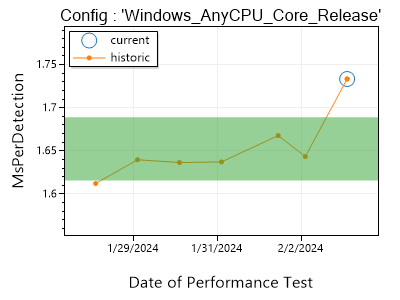 Config : 'Windows_AnyCPU_Core_Release'
current
historic
1.75
1.7
1.65
1.6
MsPerDetection
1/29/2024
1/31/2024
2/2/2024
Date of Performance Test